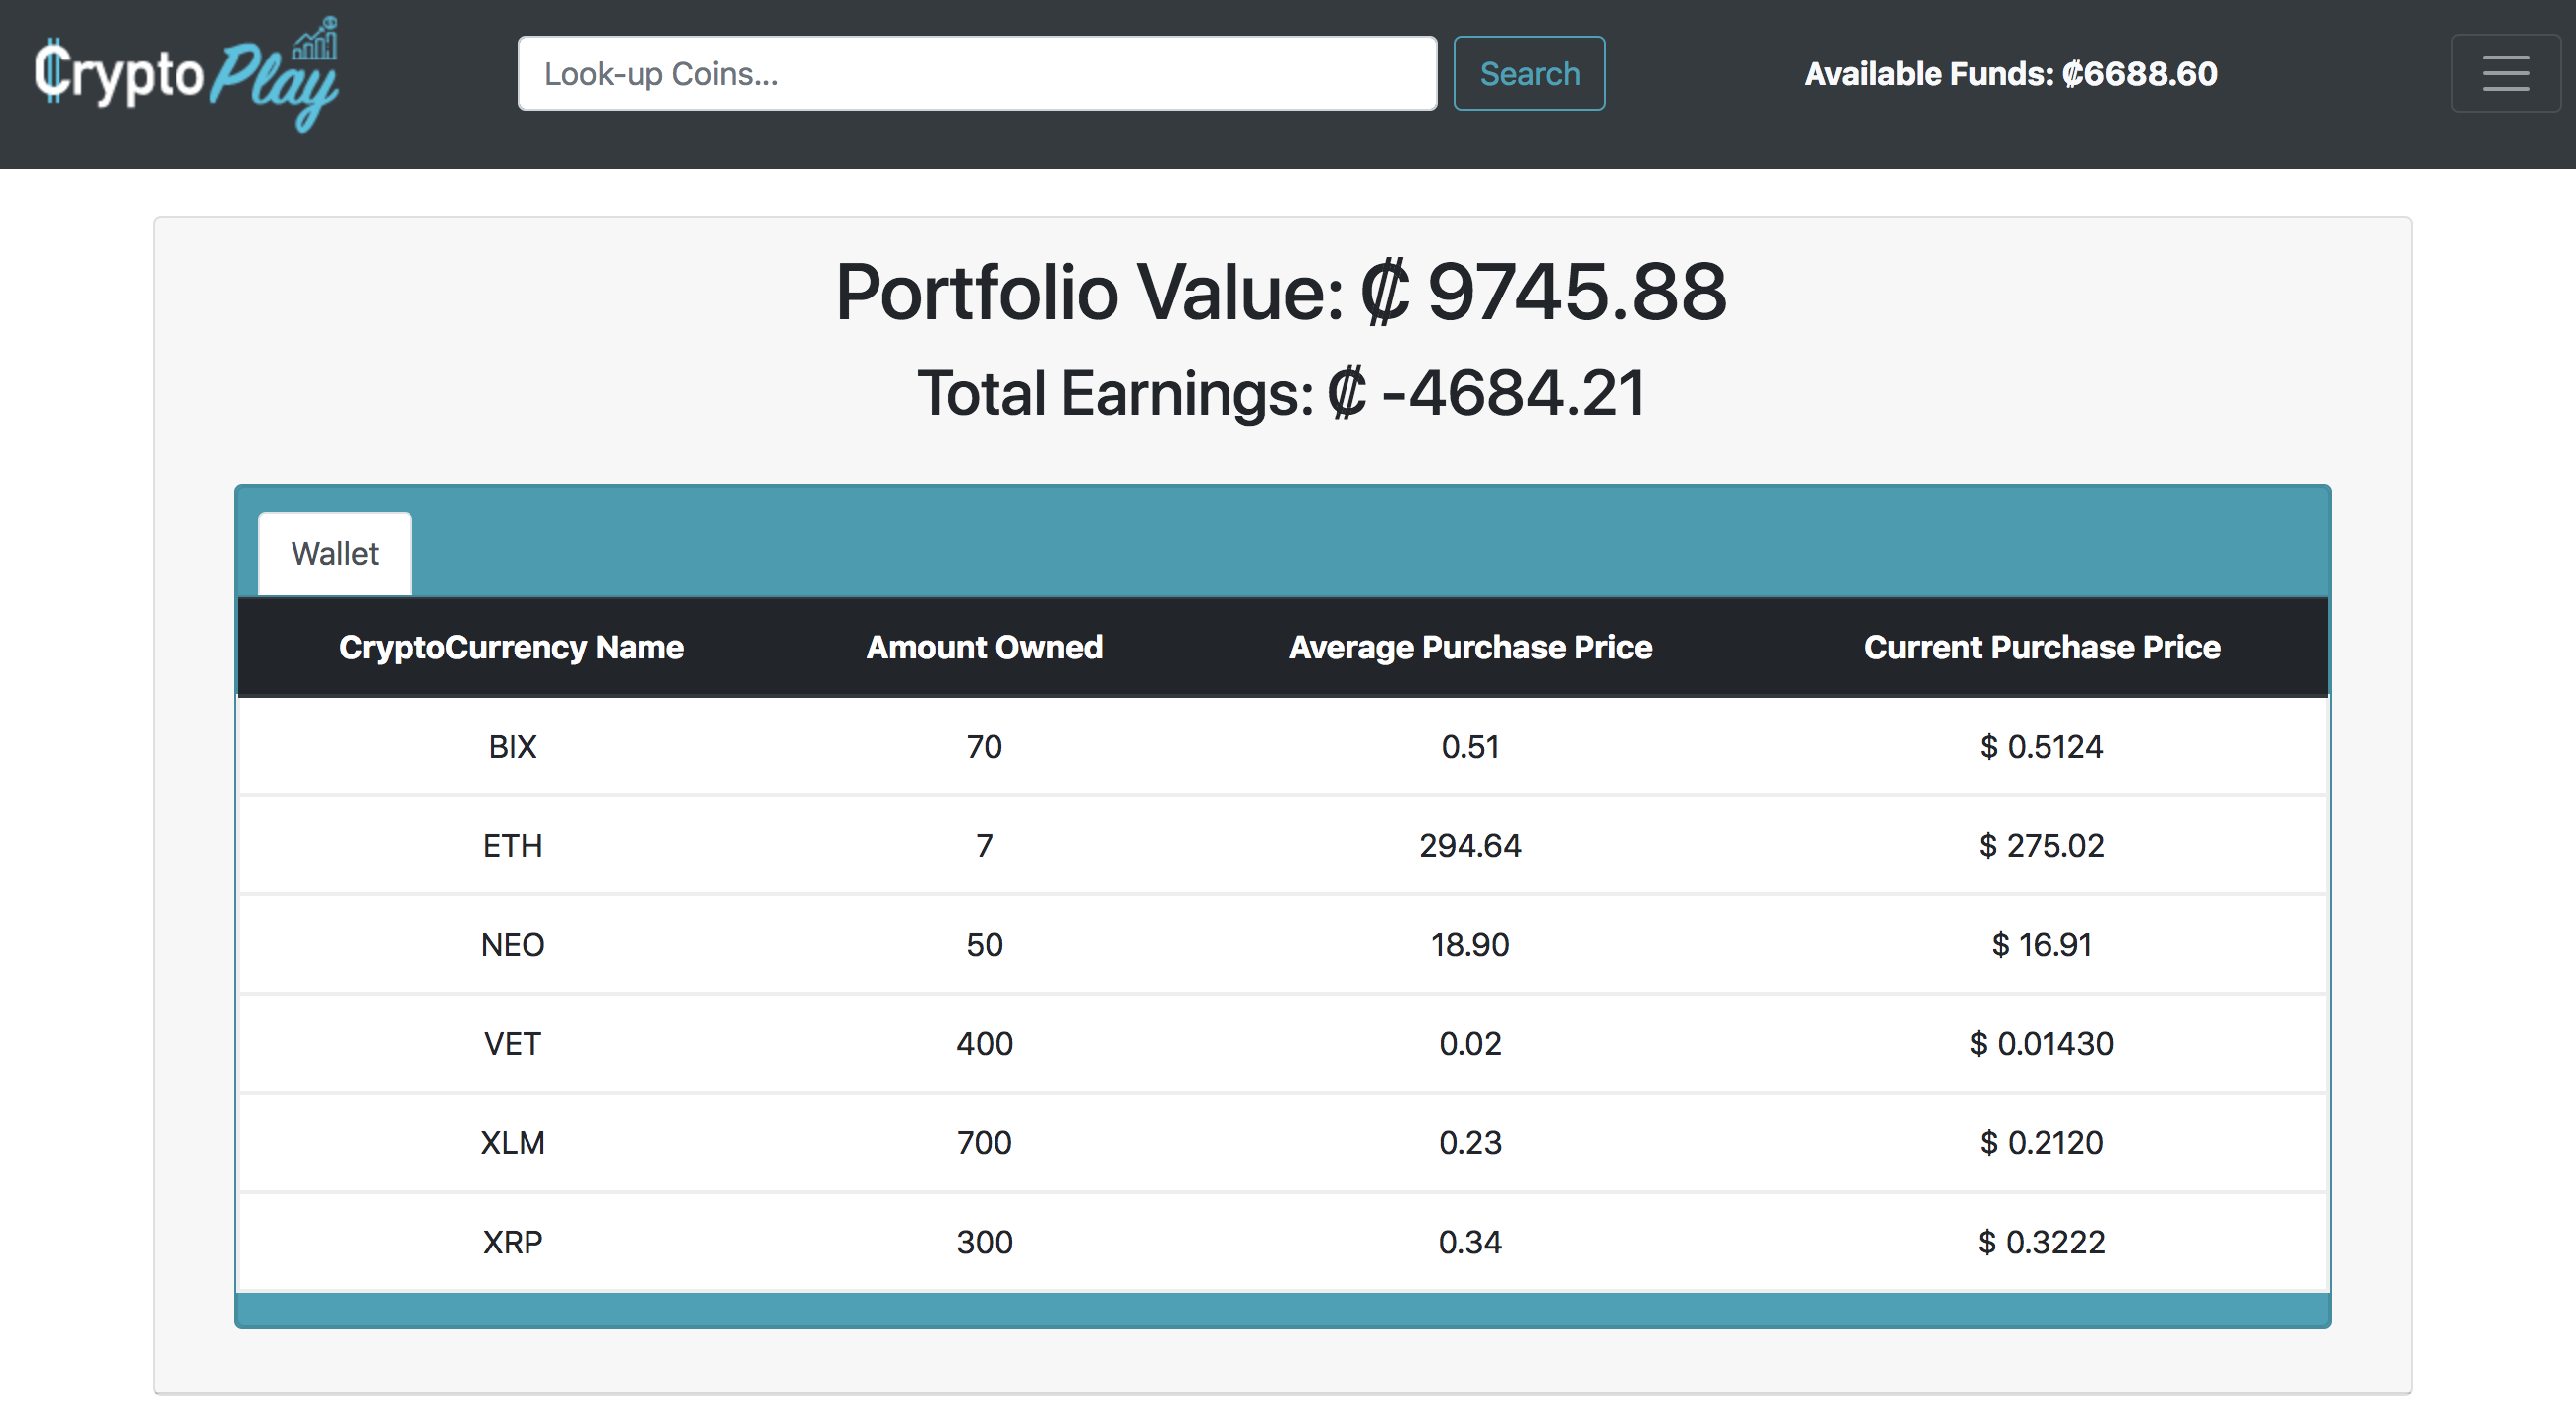 ₿rypto Play
Look-up Coins...
Search
Available Funds: ₡6688.60
Portfolio Value: ₡ 9745.88
Total Earnings: ₡ -4684.21
Wallet
CryptoCurrency Name Amount Owned Average Purchase Price Current Purchase Price
BIX 70 0.51 $ 0.5124
ETH 7 294.64 $ 275.02
NEO 50 18.90 $ 16.91
VET 400 0.02 $ 0.01430
XLM 700 0.23 $ 0.2120
XRP 300 0.34 $ 0.3222